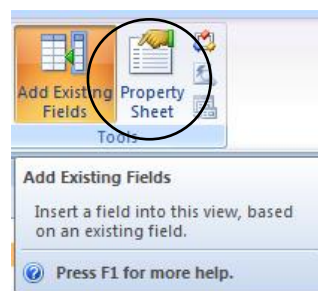 Add Existing Fields
Property Sheet
Tools
Add Existing Fields
Insert a field into this view, based
on an existing field.
Press F1 for more help.